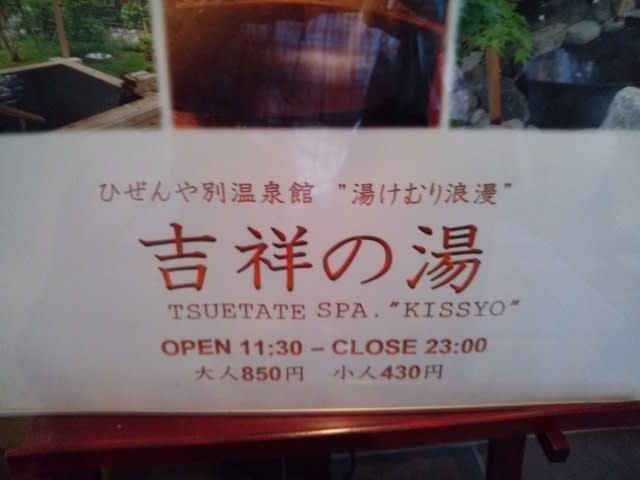 ひぜんや別温泉館 "湯けむり浪漫"
吉祥の湯
TSUETATE SPA."KISSYO"
OPEN 11:30 – CLOSE 23:00
大人850円 小人430円